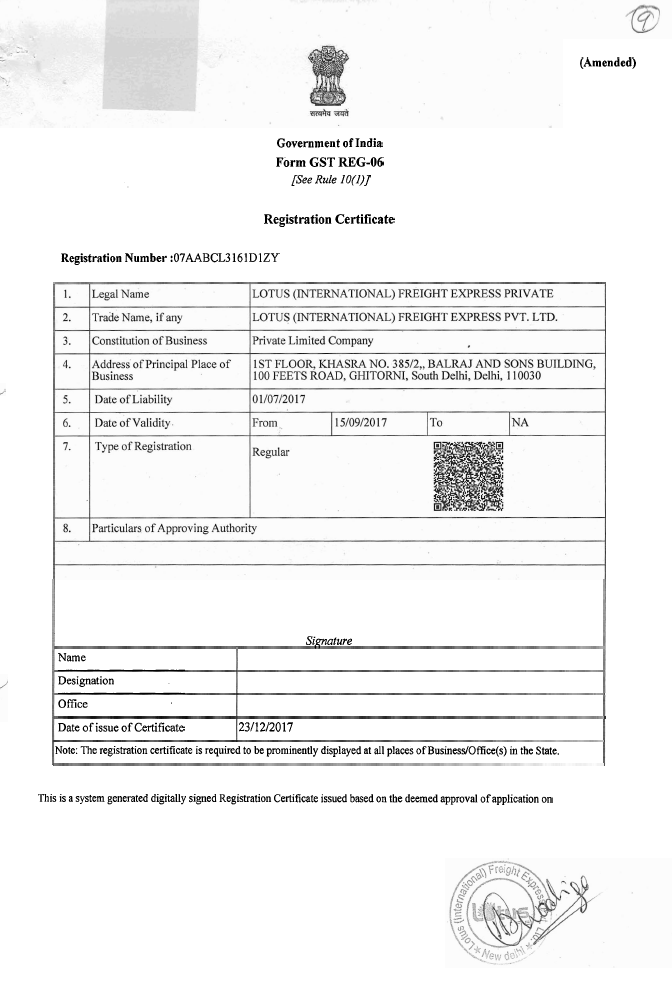 9
(Amended)
सत्यमेव जयते
Government of India
Form GST REG-06
[See Rule 10(1)]
Registration Certificate
Registration Number :07AABCL3161D1ZY
1. Legal Name LOTUS (INTERNATIONAL) FREIGHT EXPRESS PRIVATE
2. Trade Name, if any LOTUS (INTERNATIONAL) FREIGHT EXPRESS PVT. LTD.
3. Constitution of Business Private Limited Company
4. Address of Principal Place of Business 1ST FLOOR, KHASRA NO. 385/2,, BALRAJ AND SONS BUILDING, 100 FEETS ROAD, GHITORNI, South Delhi, Delhi, 110030
5. Date of Liability 01/07/2017
6. Date of Validity From 15/09/2017 To NA
7. Type of Registration Regular
8. Particulars of Approving Authority
Signature
Name
Designation
Office
Date of issue of Certificate 23/12/2017
Note: The registration certificate is required to be prominently displayed at all places of Business/Office(s) in the State.
This is a system generated digitally signed Registration Certificate issued based on the deemed approval of application on
Lotus (International) Freight Express Ltd.
Lotus
New delhi